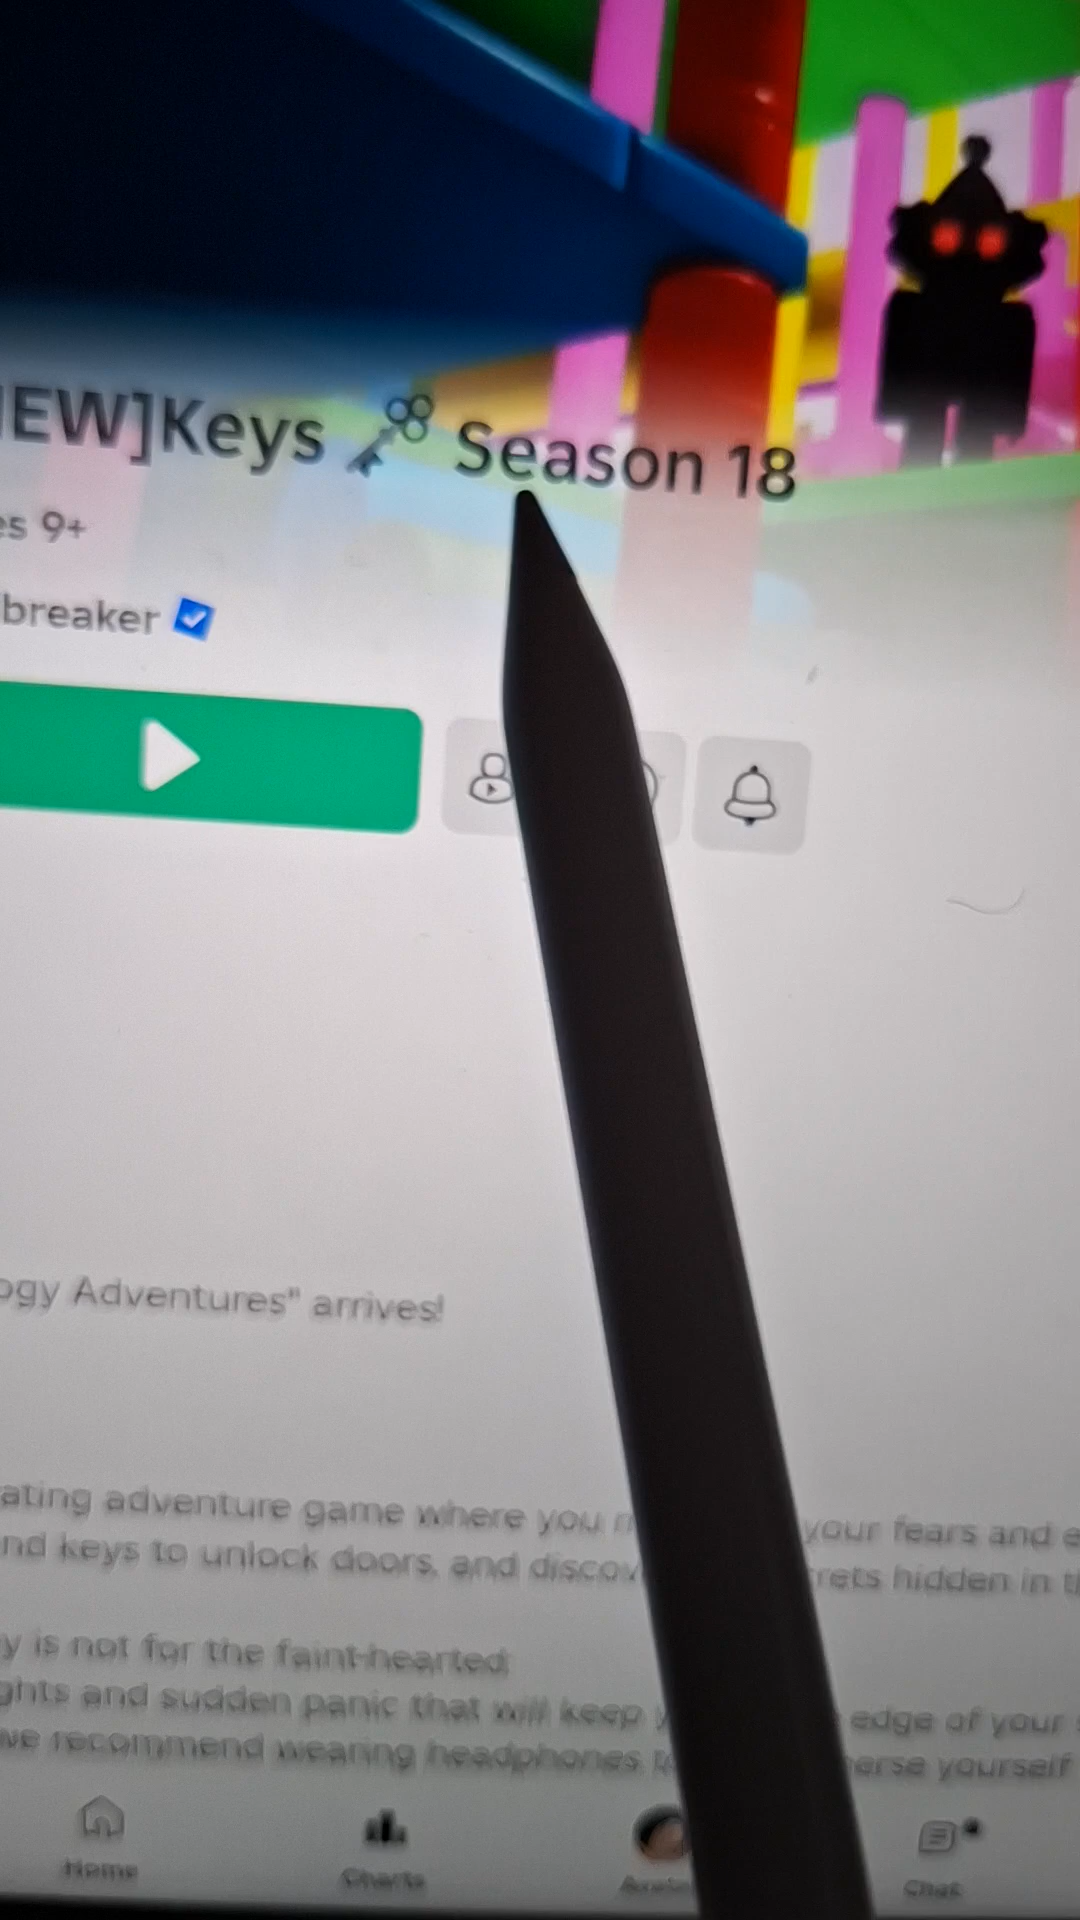 EW]Keys 🗝 Season 18
es 9+
breaker
ogy Adventures" arrives!
ating adventure game where you your fears and e
nd keys to unlock doors, and discov rets hidden in t
y is not for the faint-hearted
ghts and sudden panic that will keep y edge of your
we recommend wearing headphones t erse yourself
Home
Charts
Chat